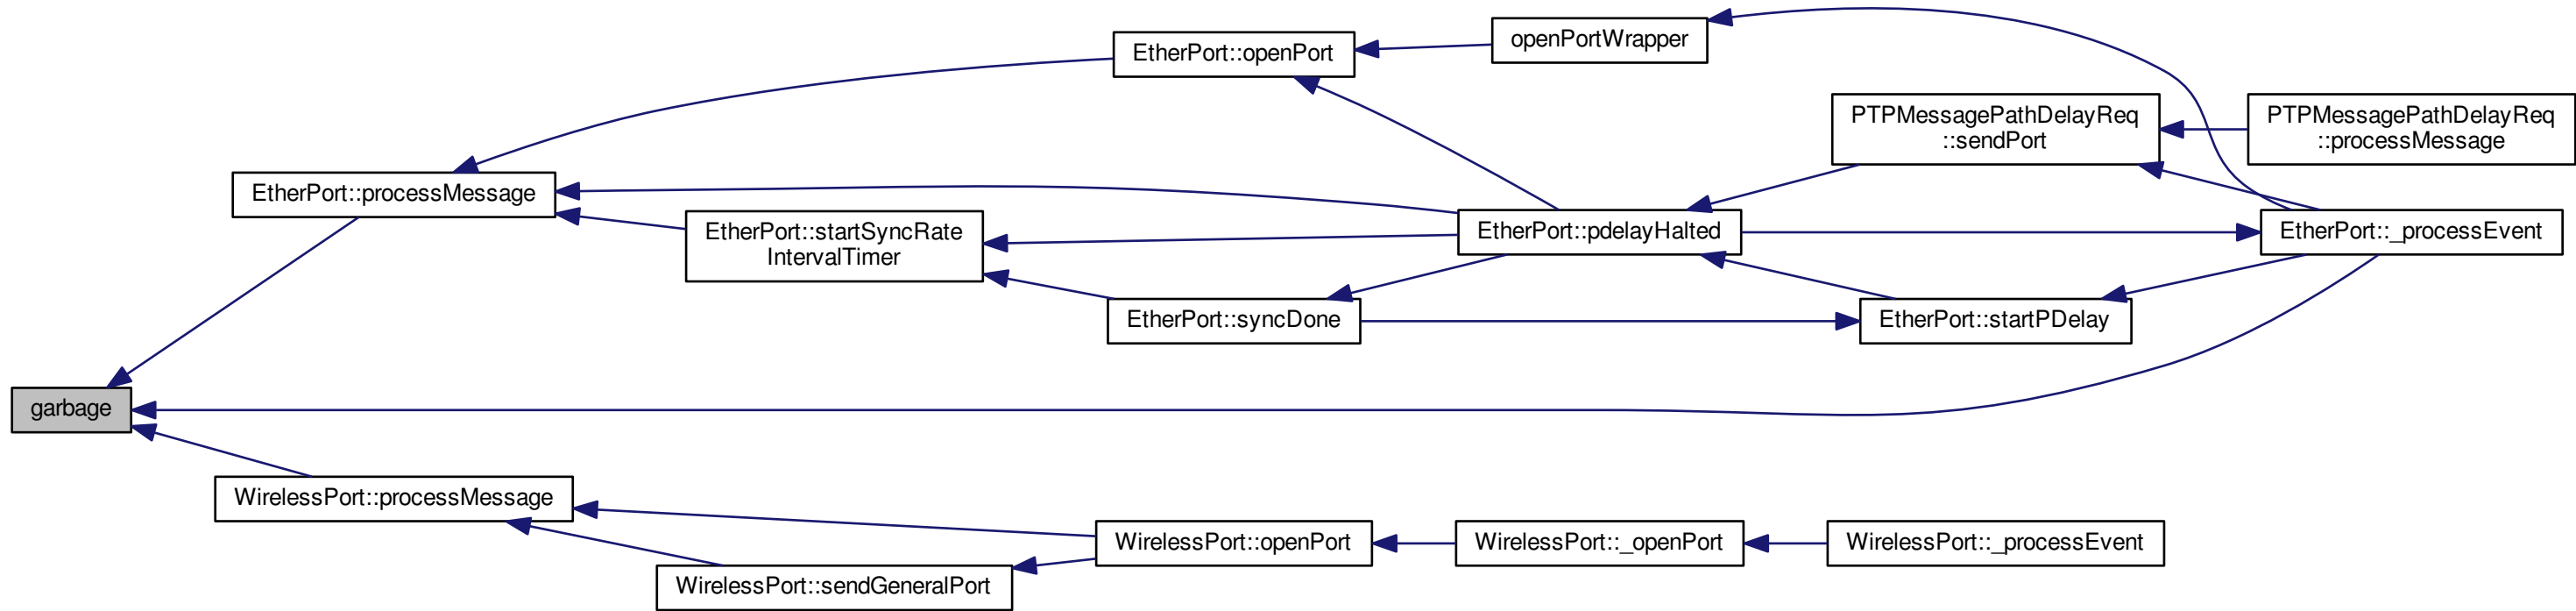 openPortWrapper
EtherPort::openPort
PTPMessagePathDelayReq
::sendPort
PTPMessagePathDelayReq
::processMessage
EtherPort::processMessage
EtherPort::startSyncRate
IntervalTimer
EtherPort::pdelayHalted
EtherPort::_processEvent
EtherPort::syncDone
EtherPort::startPDelay
garbage
WirelessPort::processMessage
WirelessPort::openPort
WirelessPort::_openPort
WirelessPort::_processEvent
WirelessPort::sendGeneralPort